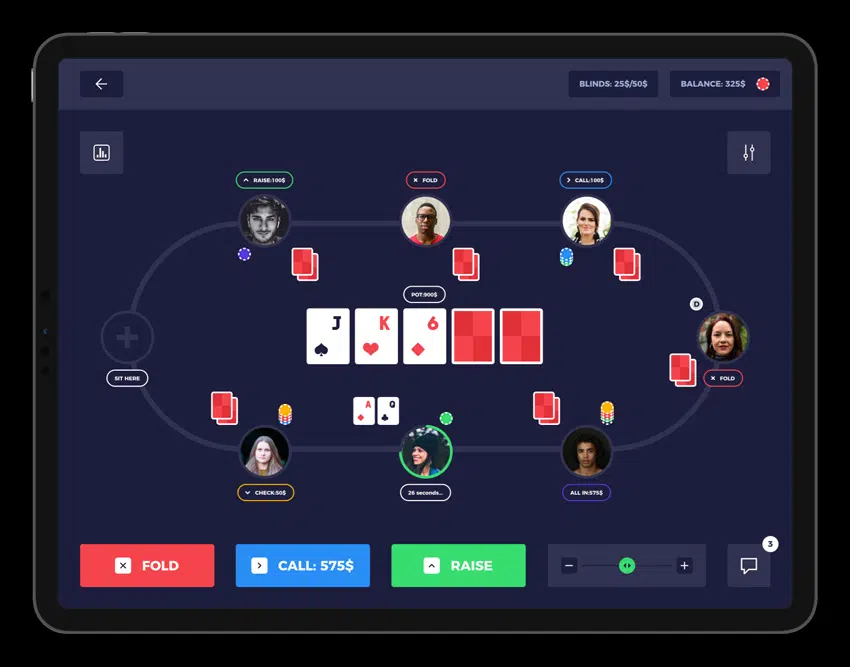 BLINDS: 25$/50$
BALANCE: 325$
RAISE:100$
FOLD
CALL:100$
POT:900$
D
J
K
6
SIT HERE
FOLD
A
Q
CHECK:50$
26 seconds...
ALL IN:575$
3
FOLD
CALL: 575$
RAISE